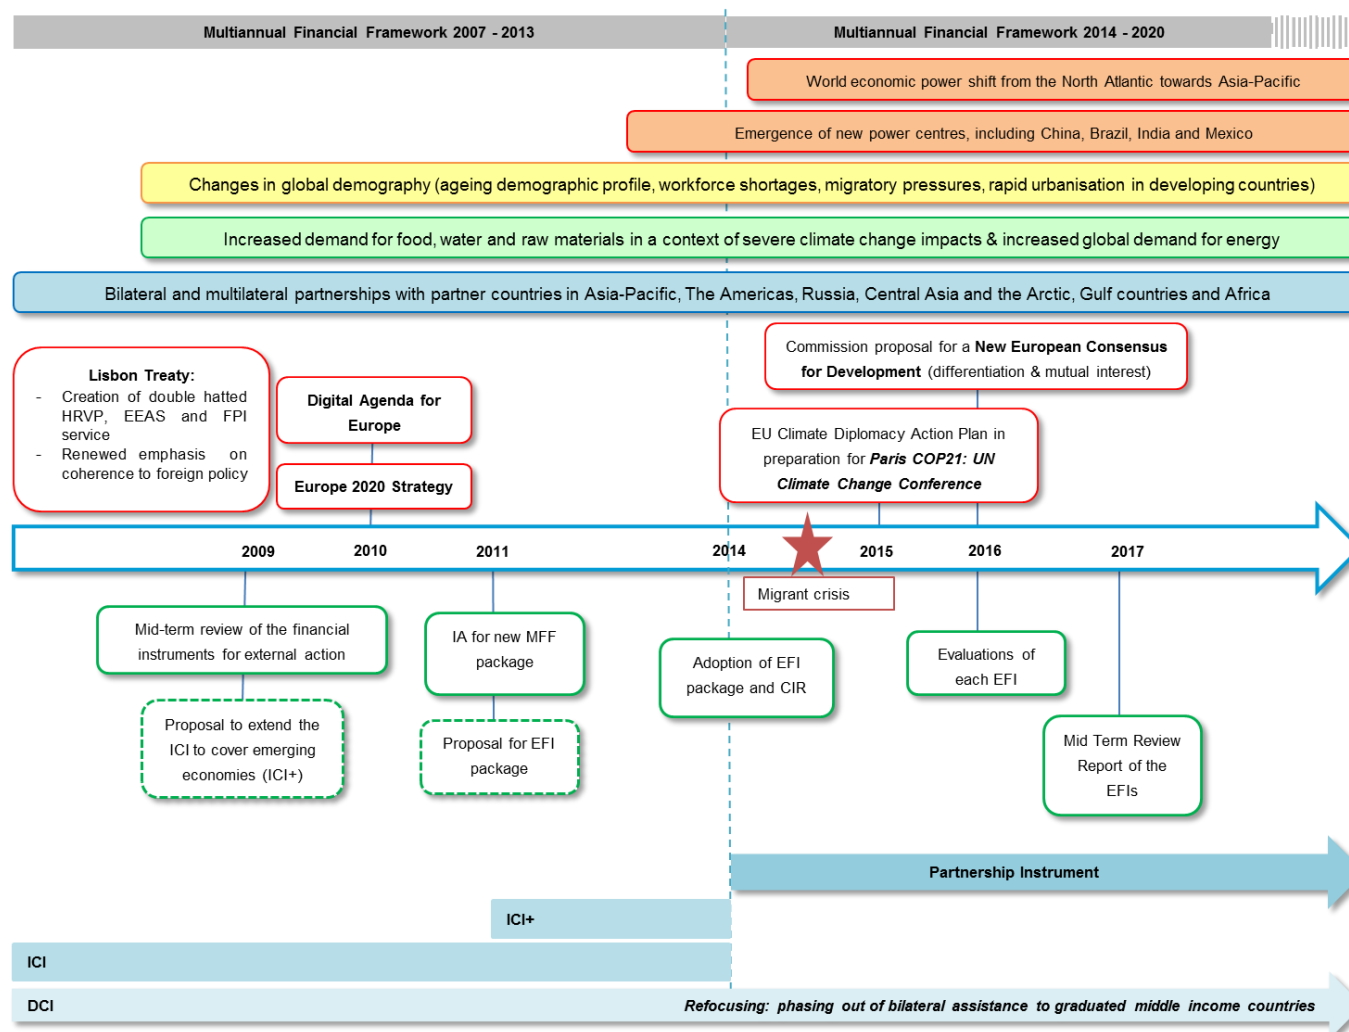 Multiannual Financial Framework 2007 - 2013
Multiannual Financial Framework 2014 - 2020
World economic power shift from the North Atlantic towards Asia-Pacific
Emergence of new power centres, including China, Brazil, India and Mexico
Changes in global demography (ageing demographic profile, workforce shortages, migratory pressures, rapid urbanisation in developing countries)
Increased demand for food, water and raw materials in a context of severe climate change impacts & increased global demand for energy
Bilateral and multilateral partnerships with partner countries in Asia-Pacific, The Americas, Russia, Central Asia and the Arctic, Gulf countries and Africa
Lisbon Treaty:
- Creation of double hatted
HRVP, EEAS and FPI
service
- Renewed emphasis on
coherence to foreign policy
Digital Agenda for
Europe
Europe 2020 Strategy
Commission proposal for a New European Consensus
for Development (differentiation & mutual interest)
EU Climate Diplomacy Action Plan in
preparation for Paris COP21: UN
Climate Change Conference
2009
2010
2011
2014
2015
2016
2017
Migrant crisis
Mid-term review of the financial
instruments for external action
Proposal to extend the
ICI to cover emerging
economies (ICI+)
IA for new MFF
package
Proposal for EFI
package
Adoption of EFI
package and CIR
Evaluations of
each EFI
Mid Term Review
Report of the
EFIs
Partnership Instrument
ICI+
ICI
DCI
Refocusing: phasing out of bilateral assistance to graduated middle income countries